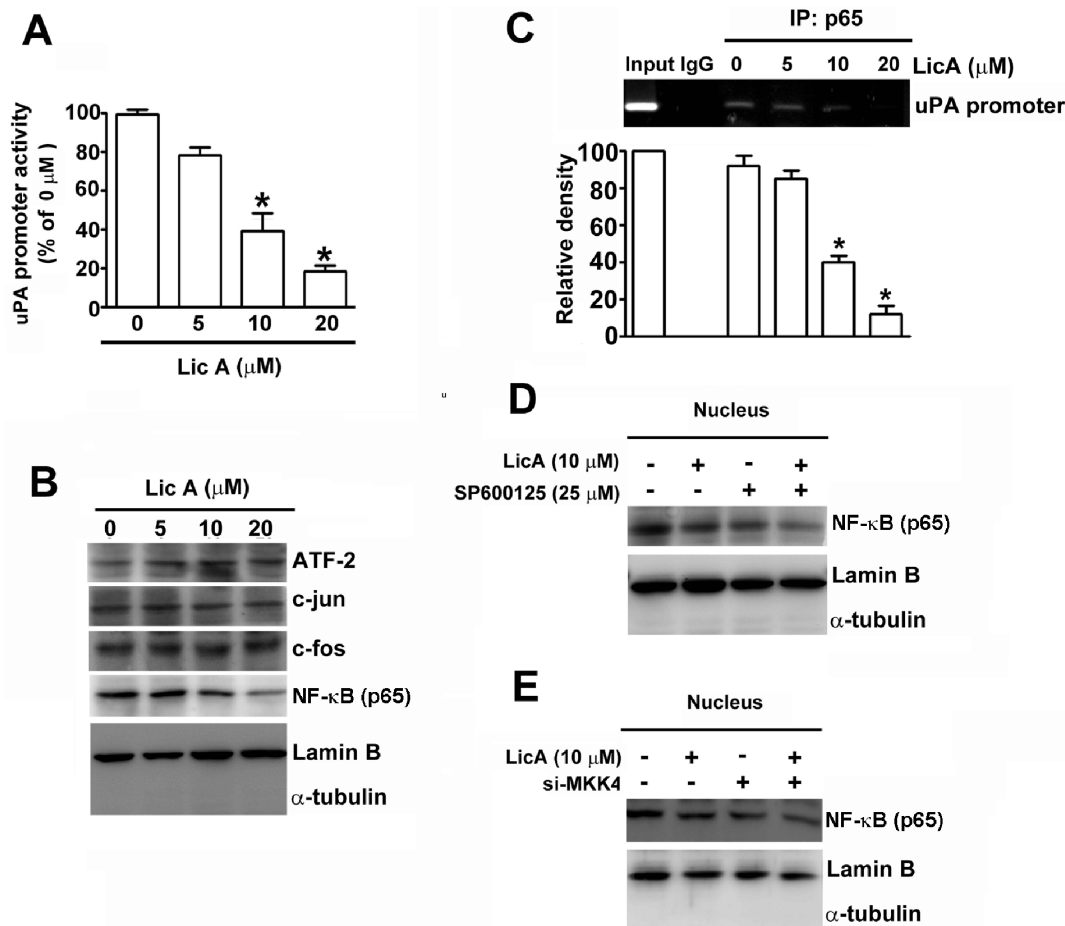 A
uPA promoter activity
(% of 0 μM)
100
80
60
40
20
0
*
*
0 5 10 20
Lic A (μM)
B
Lic A (μM)
0 5 10 20
ATF-2
c-jun
c-fos
NF-κB (p65)
Lamin B
α-tubulin
C
IP: p65
Input IgG 0 5 10 20 LicA (μM)
uPA promoter
Relative density
100
80
60
40
20
0
*
*
u
D
Nucleus
LicA (10 μM) - + - +
SP600125 (25 μM) - - + +
NF-κB (p65)
Lamin B
α-tubulin
E
Nucleus
LicA (10 μM) - + - +
si-MKK4 - - + +
NF-κB (p65)
Lamin B
α-tubulin